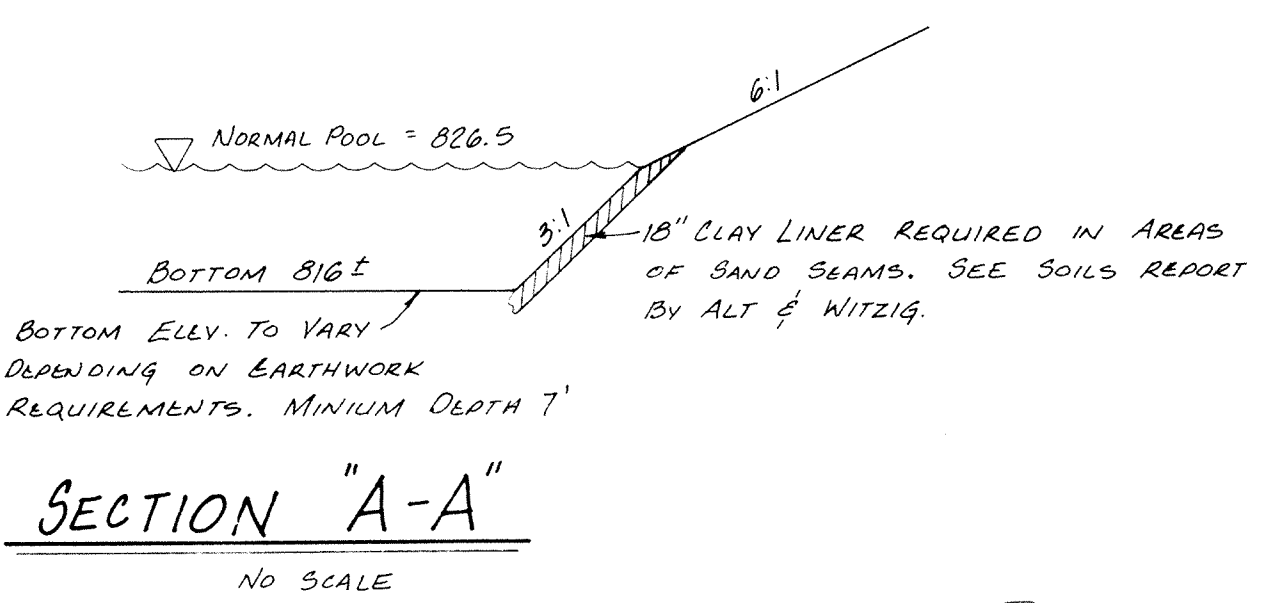 6:1
NORMAL POOL = 826.5
3:1
18" CLAY LINER REQUIRED IN AREAS
OF SAND SEAMS. SEE SOILS REPORT
BY ALT & WITZIG.
BOTTOM 816±
BOTTOM ELEV. TO VARY
DEPENDING ON EARTHWORK
REQUIREMENTS. MINIUM DEPTH 7'
SECTION "A-A"
NO SCALE